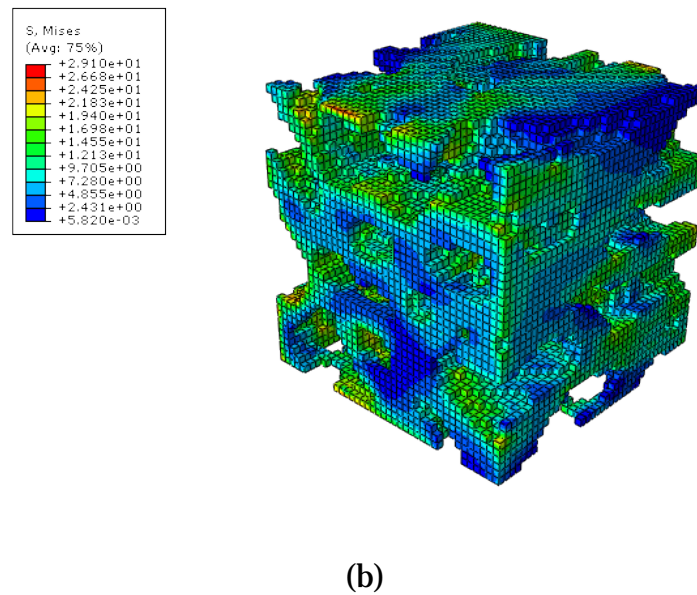 S, Mises
(Avg: 75%)
+2.910e+01
+2.668e+01
+2.425e+01
+2.183e+01
+1.940e+01
+1.698e+01
+1.455e+01
+1.213e+01
+9.705e+00
+7.280e+00
+4.855e+00
+2.431e+00
+5.820e-03
(b)